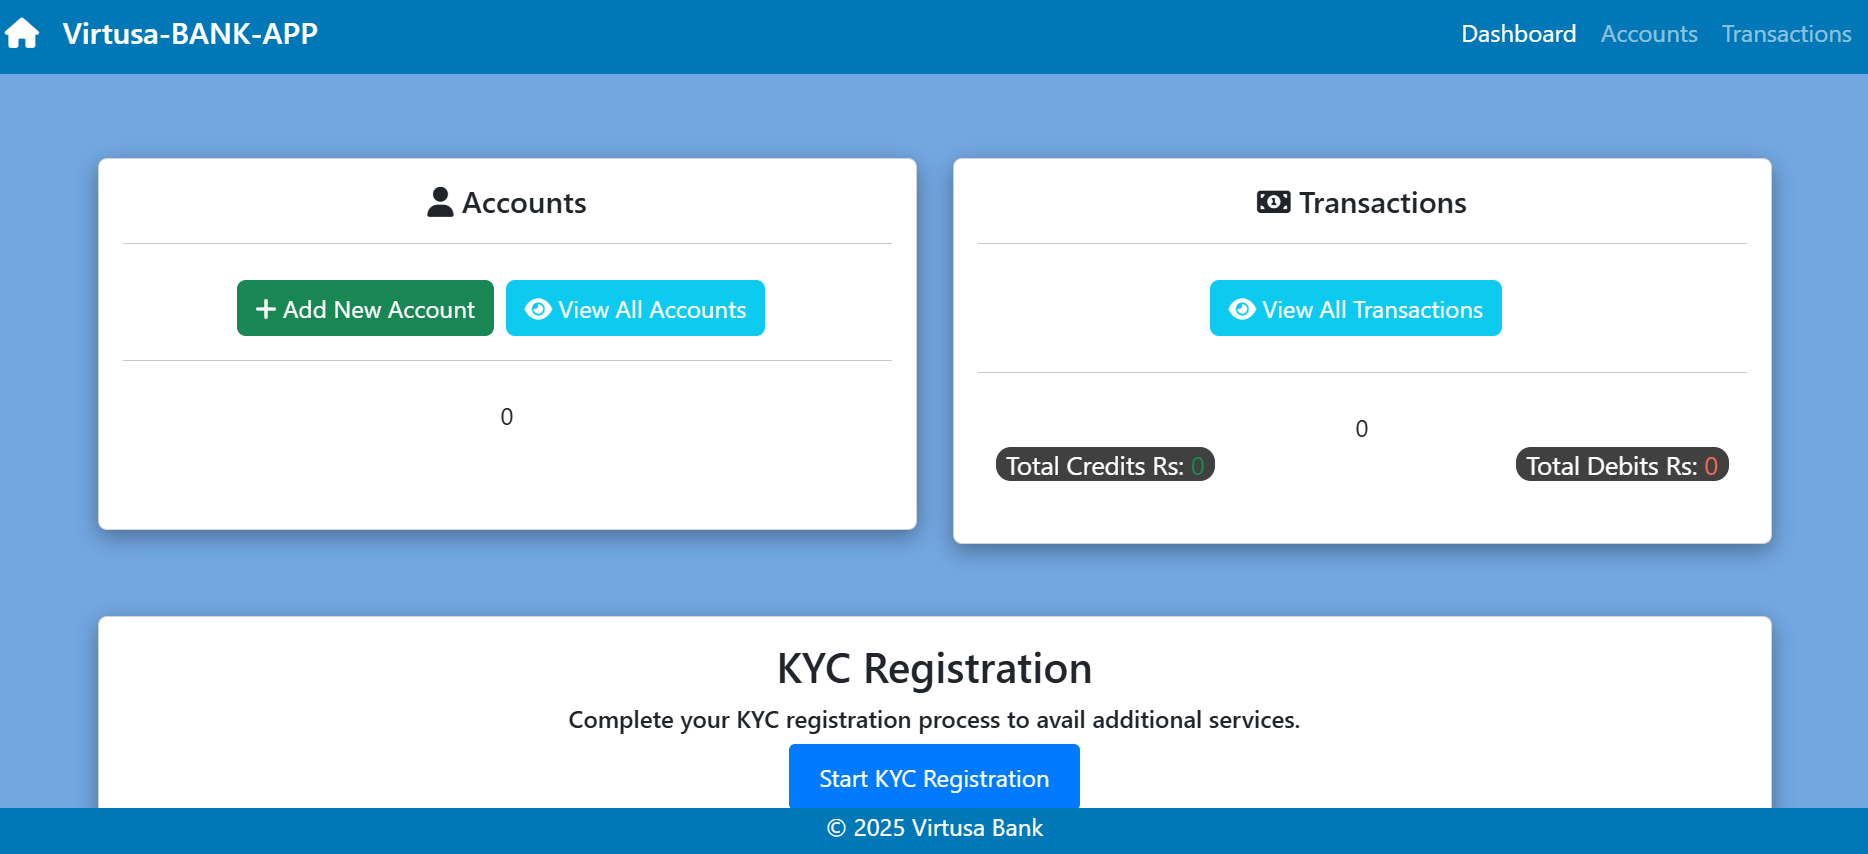 Virtusa-BANK-APP
Dashboard Accounts Transactions
Accounts
Add New Account
View All Accounts
0
Transactions
View All Transactions
0
Total Credits Rs: 0
Total Debits Rs: 0
KYC Registration
Complete your KYC registration process to avail additional services.
Start KYC Registration
© 2025 Virtusa Bank